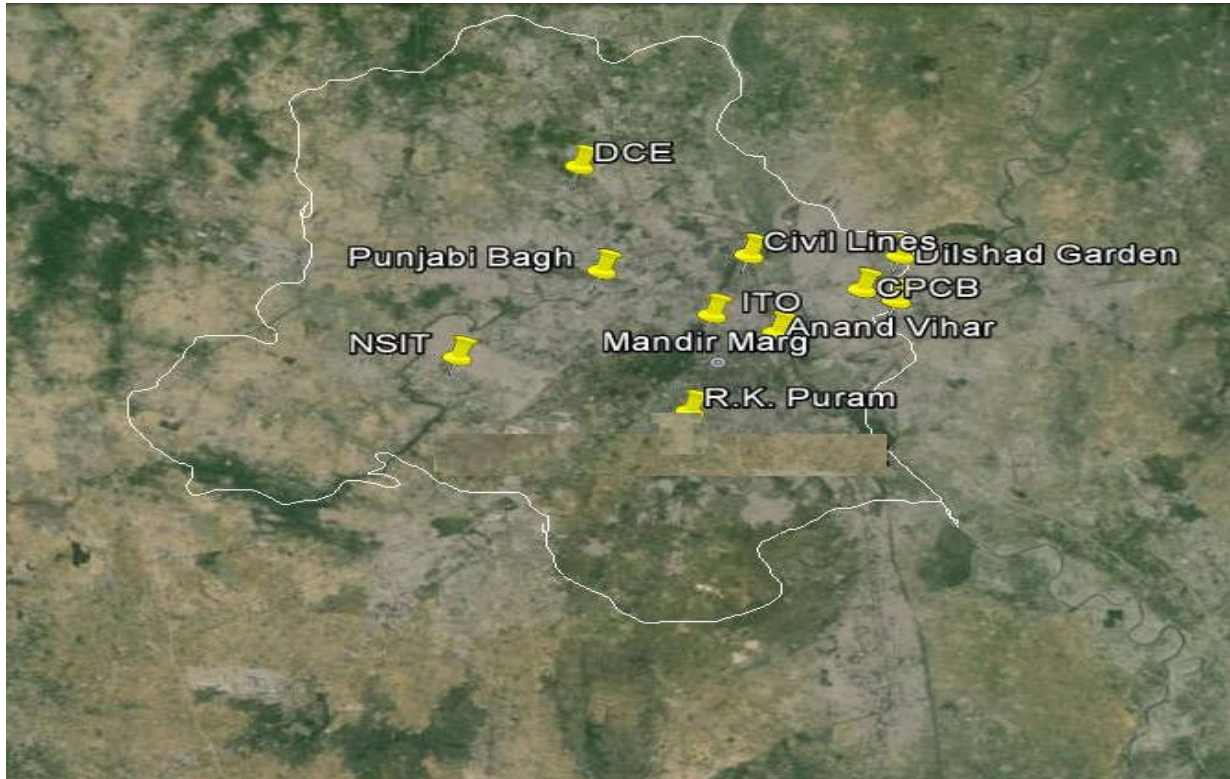 DCE
Civil Lines
Punjabi Bagh
Dilshad Garden
CPCB
ITO
Anand Vihar
Mandir Marg
NSIT
R.K. Puram